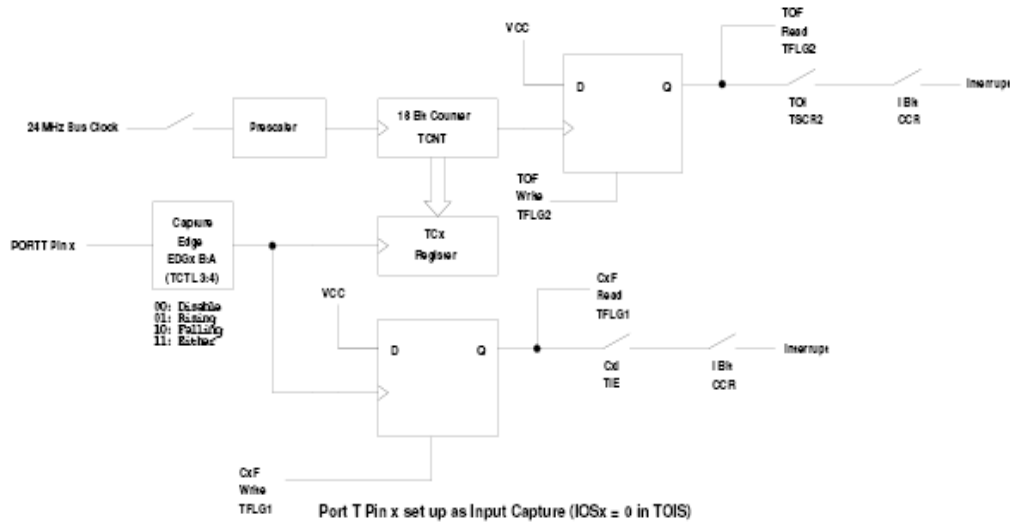 TOF
Read
TFLG2
VCC
D
Q
Interrupt
TOI
TSCR2
I Bit
CCR
24 MHz Bus Clock
Prescaler
16 Bit Counter
TCNT
TOF
Write
TFLG2
PORTT Pin x
Capture
Edge
EDGx B:A
(TCTL 3:4)
TCx
Register
00: Disable
01: Rising
10: Falling
11: Either
VCC
D
Q
CxF
Read
TFLG1
CxI
TIE
I Bit
CCR
Interrupt
CxF
Write
TFLG1
Port T Pin x set up as Input Capture (IOSx = 0 in TOIS)